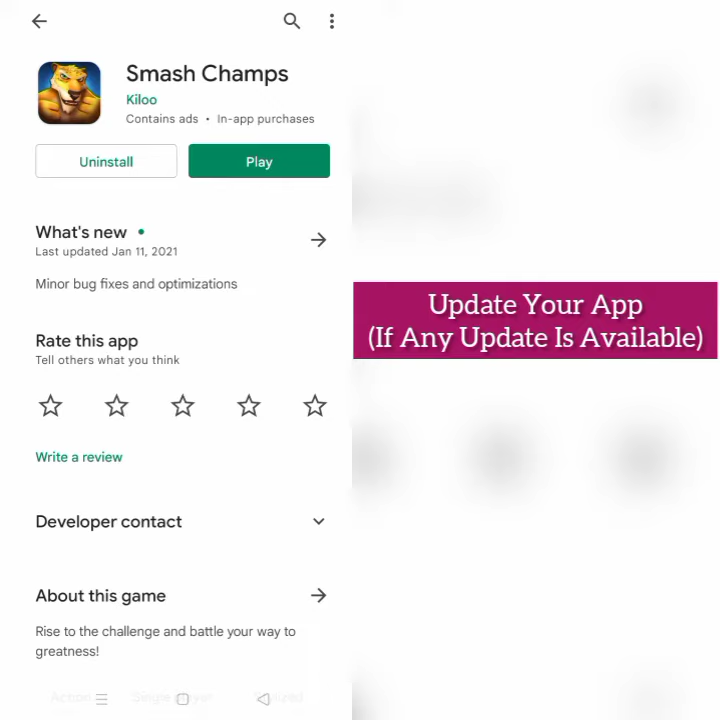 Smash Champs
Kiloo
Contains ads • In-app purchases
Uninstall
Play
What's new •
Last updated Jan 11, 2021
Minor bug fixes and optimizations
Rate this app
Tell others what you think
Write a review
Developer contact
About this game
Rise to the challenge and battle your way to
greatness!
Single player
Update Your App
(If Any Update Is Available)